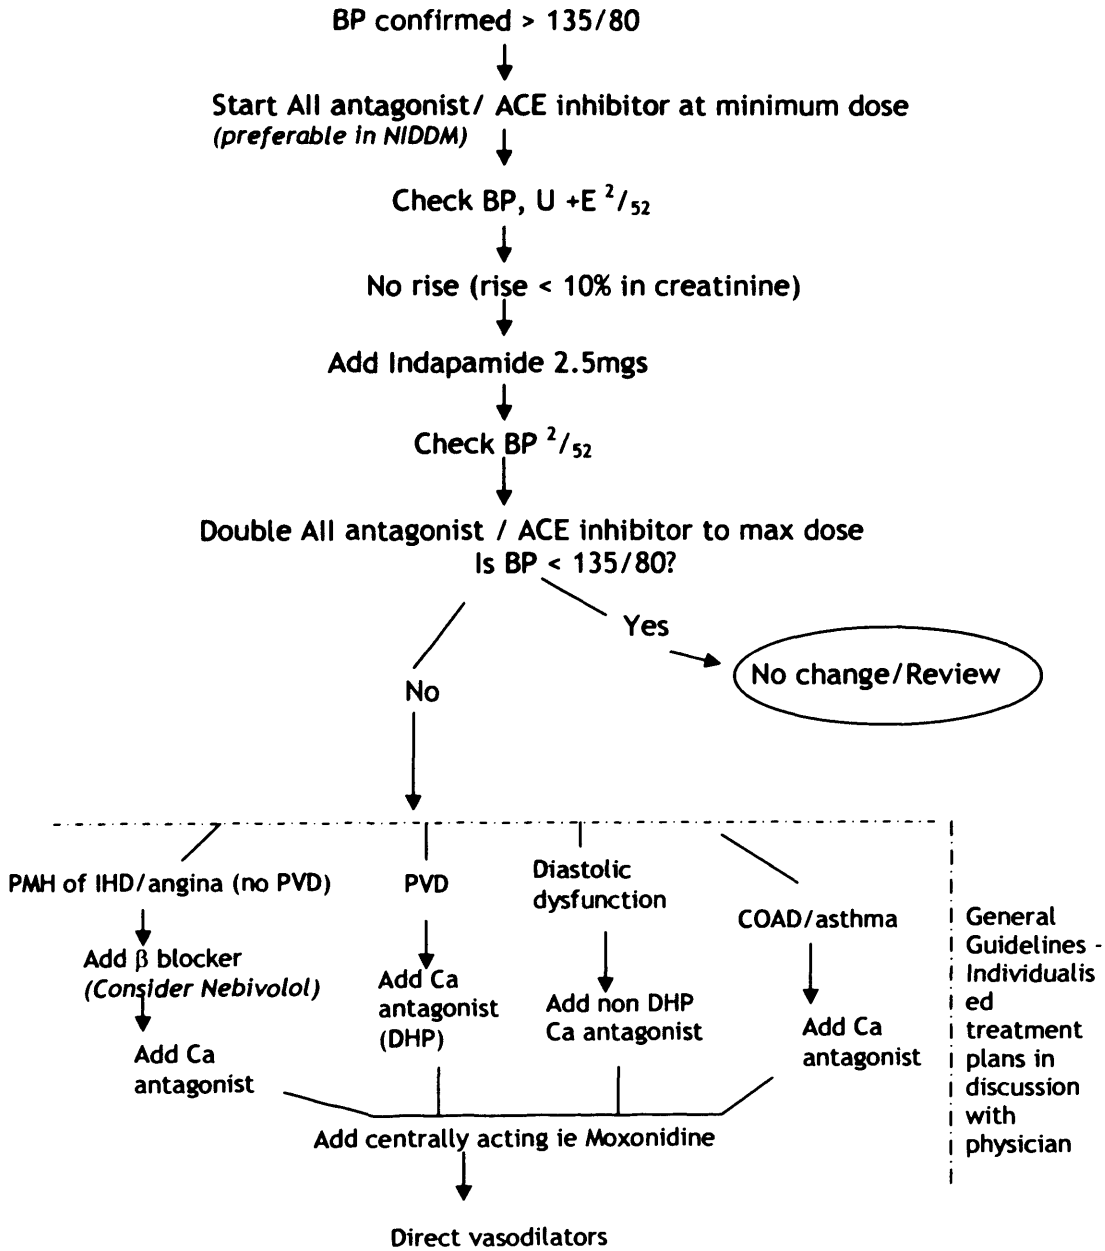 BP confirmed > 135/80
Start AII antagonist/ ACE inhibitor at minimum dose
(preferable in NIDDM)
Check BP, U +E 2/52
No rise (rise < 10% in creatinine)
Add Indapamide 2.5mgs
Check BP 2/52
Double AII antagonist / ACE inhibitor to max dose
Is BP < 135/80?
Yes
No change/Review
No
PMH of IHD/angina (no PVD)
Add β blocker
(Consider Nebivolol)
Add Ca
antagonist
PVD
Add Ca
antagonist
(DHP)
Diastolic
dysfunction
Add non DHP
Ca antagonist
COAD/asthma
Add Ca
antagonist
General
Guidelines -
Individualis
ed
treatment
plans in
discussion
with
physician
Add centrally acting ie Moxonidine
Direct vasodilators